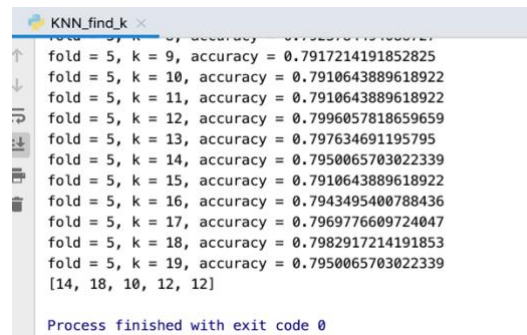 KNN_find_k
fold = 5, k = 9, accuracy = 0.7917214191852825
fold = 5, k = 10, accuracy = 0.7910643889618922
fold = 5, k = 11, accuracy = 0.7910643889618922
fold = 5, k = 12, accuracy = 0.7996057818659659
fold = 5, k = 13, accuracy = 0.797634691195795
fold = 5, k = 14, accuracy = 0.7950065703022339
fold = 5, k = 15, accuracy = 0.7910643889618922
fold = 5, k = 16, accuracy = 0.7943495400788436
fold = 5, k = 17, accuracy = 0.7969776609724047
fold = 5, k = 18, accuracy = 0.7982917214191853
fold = 5, k = 19, accuracy = 0.7950065703022339
[14, 18, 10, 12, 12]
Process finished with exit code 0